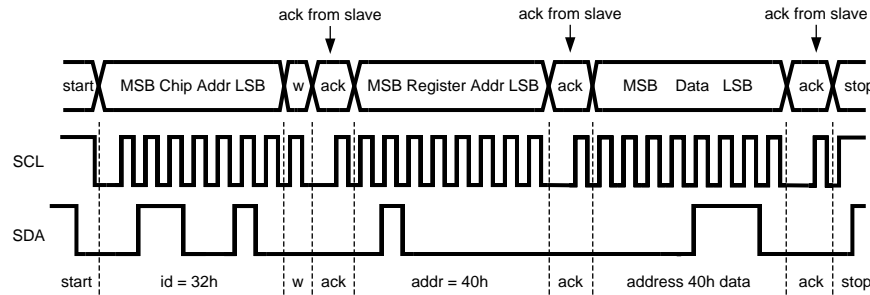 ack from slave ack from slave ack from slave
start MSB Chip Addr LSB w ack MSB Register Addr LSB ack MSB Data LSB ack stop
SCL
SDA
start id = 32h w ack addr = 40h ack address 40h data ack stop